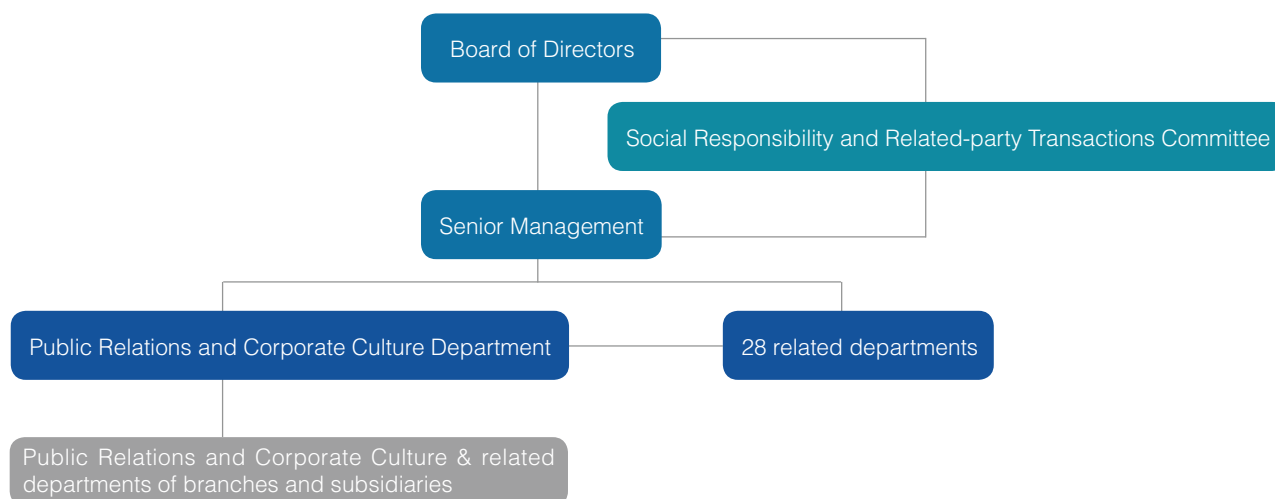 Board of Directors
Social Responsibility and Related-party Transactions Committee
Senior Management
Public Relations and Corporate Culture Department
28 related departments
Public Relations and Corporate Culture & related
departments of branches and subsidiaries